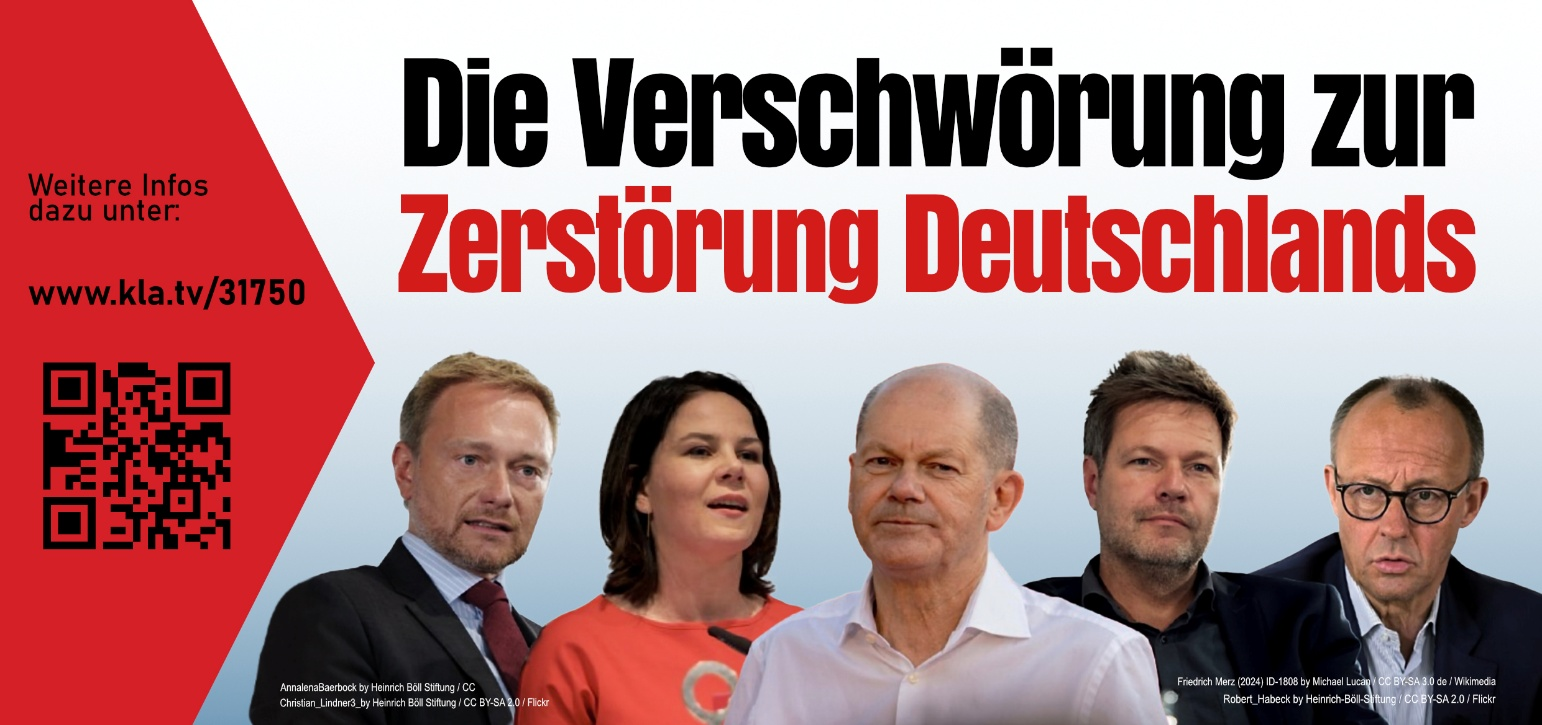 Weitere Infos
dazu unter:
www.kla.tv/31750
Die Verschwörung zur
Zerstörung Deutschlands
AnnalenaBaerbock by Heinrich Böll Stiftung / CC
Christian_Lindner3_by Heinrich Böll Stiftung / CC BY-SA 2.0 / Flickr
Friedrich Merz (2024) ID-1808 by Michael Lucan / CC BY-SA 3.0 de / Wikimedia
Robert_Habeck by Heinrich-Böll-Stiftung / CC BY-SA 2.0 / Flickr